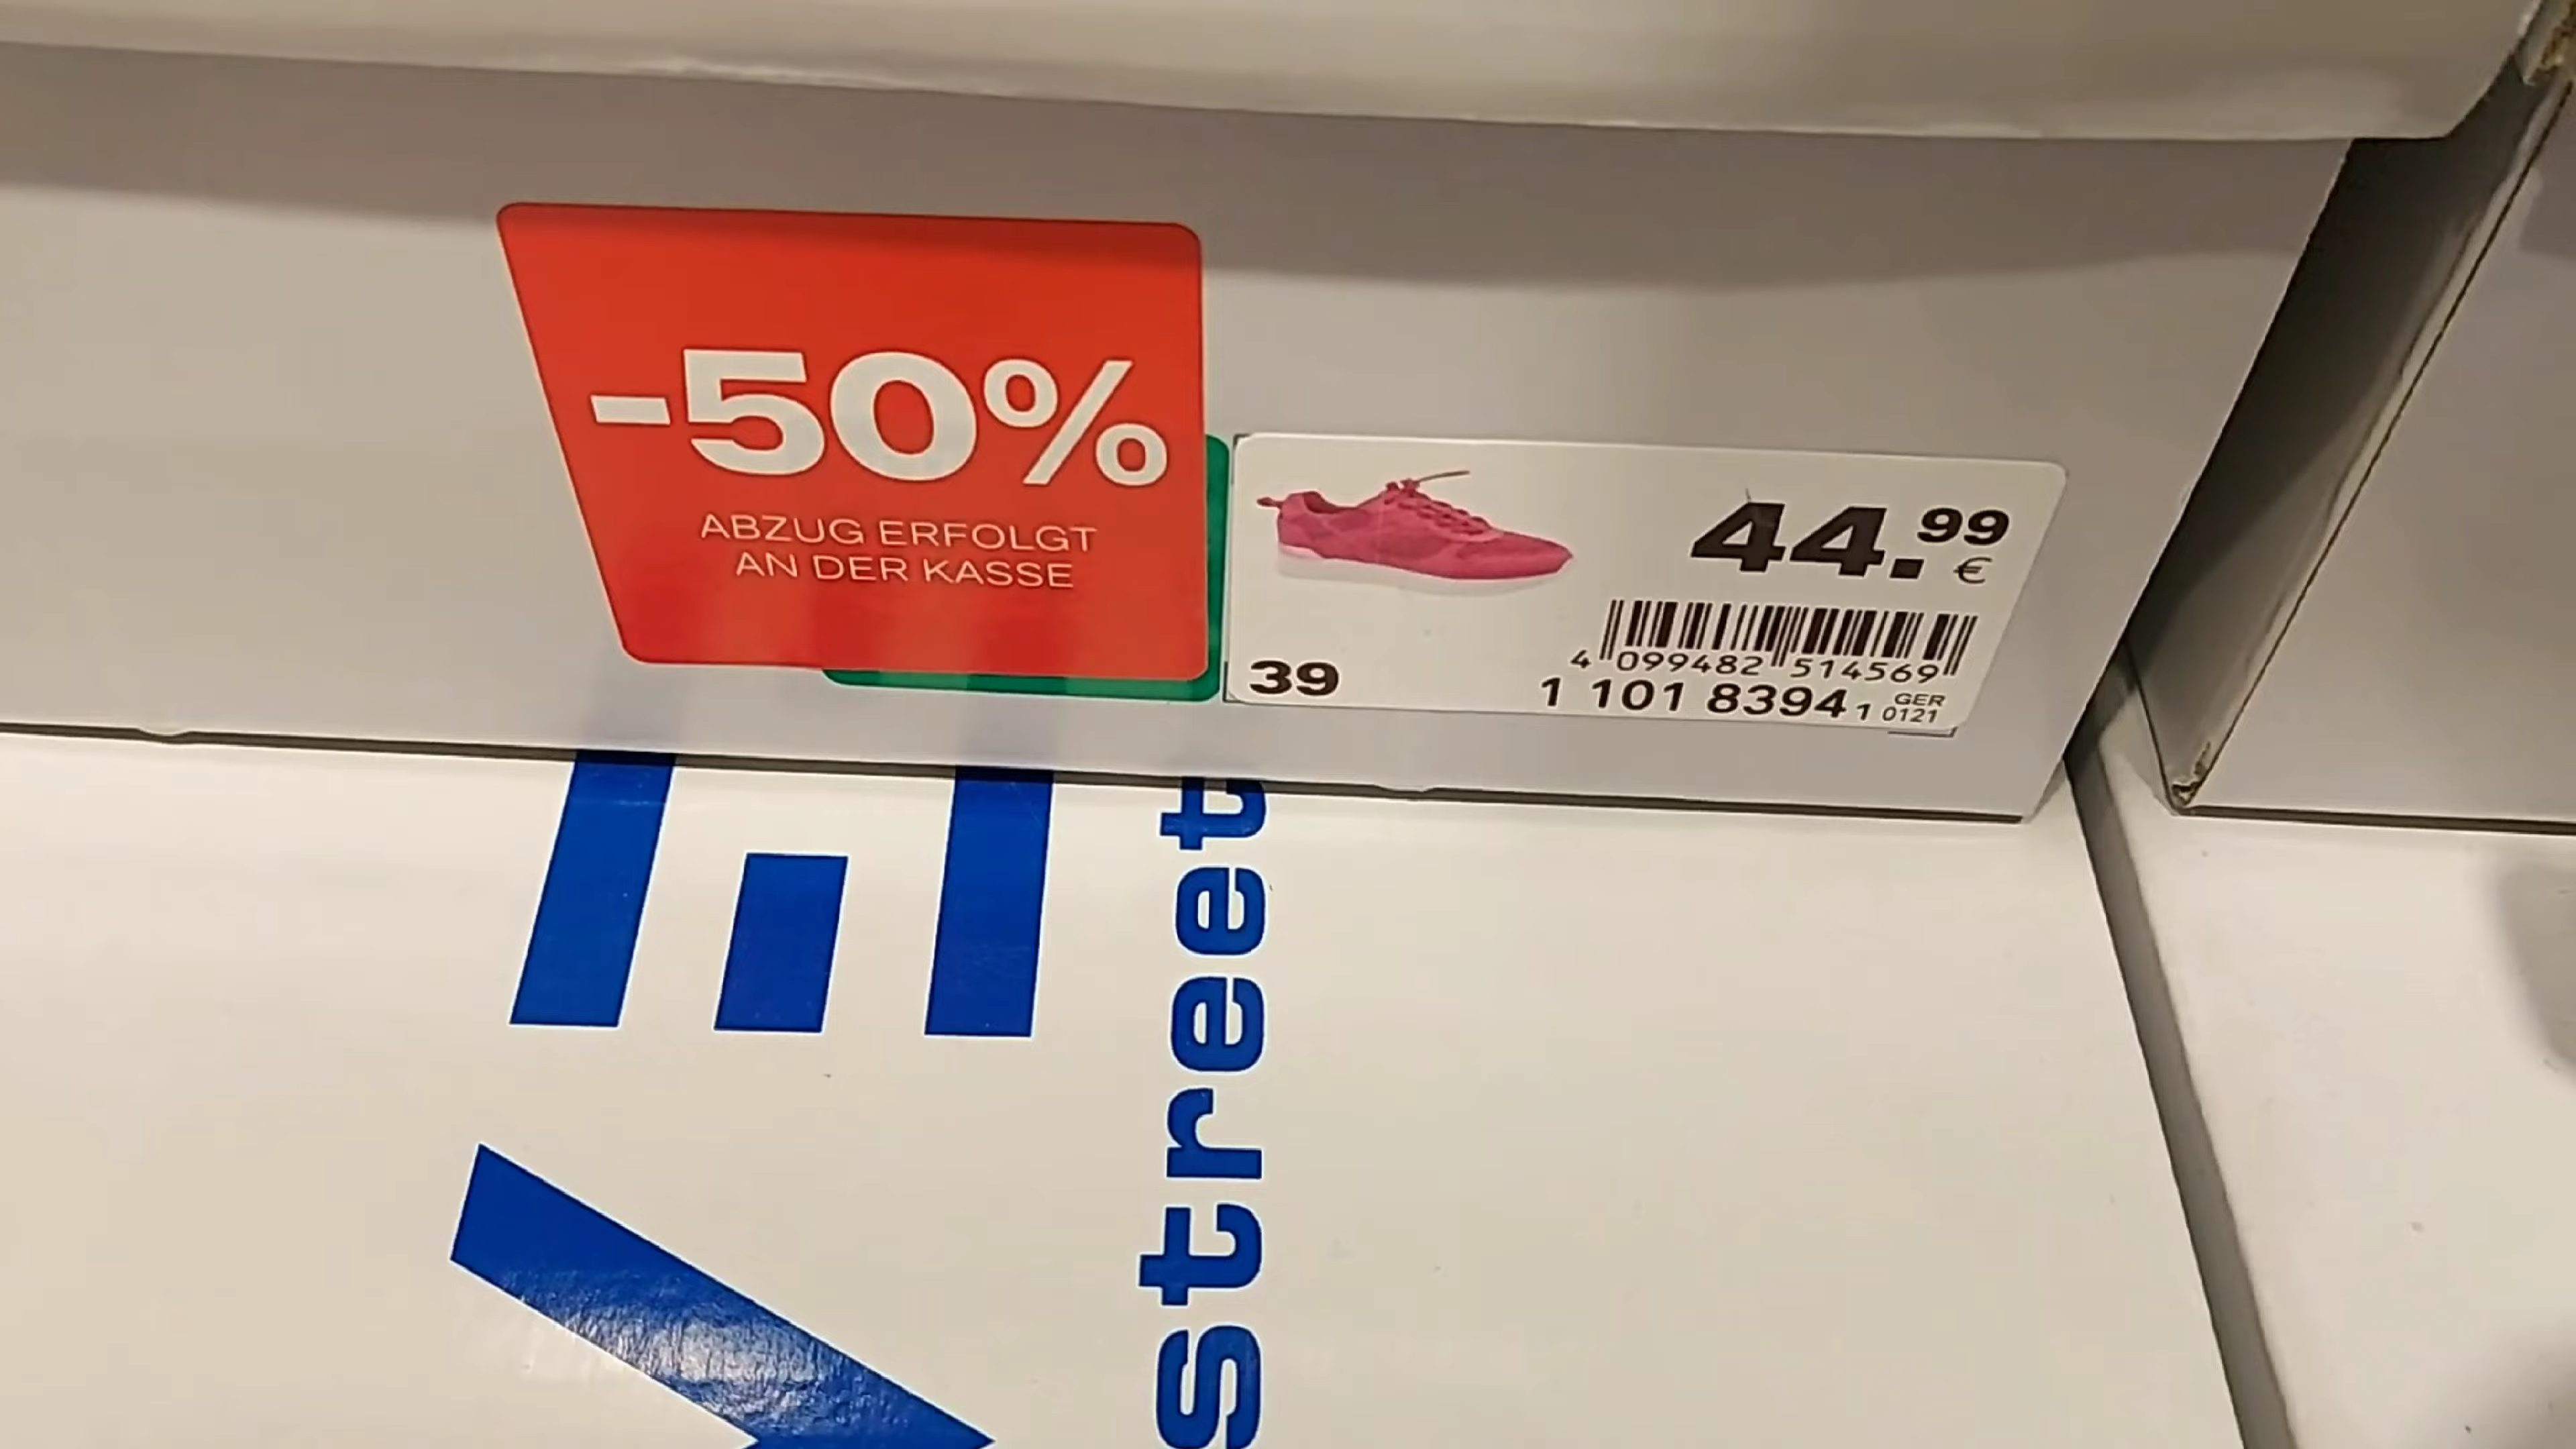 -50%
ABZUG ERFOLGT
AN DER KASSE
44.99
€
4 099482 514569
39
1 101 8394 1 GER 0121
street